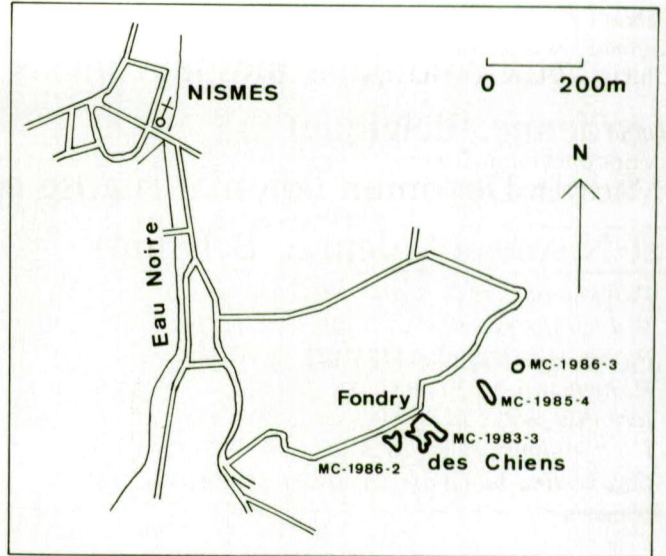 NISMES
0 200m
N
Eau Noire
MC-1986-3
MC-1985-4
Fondry
MC-1983-3
des Chiens
MC-1986-2